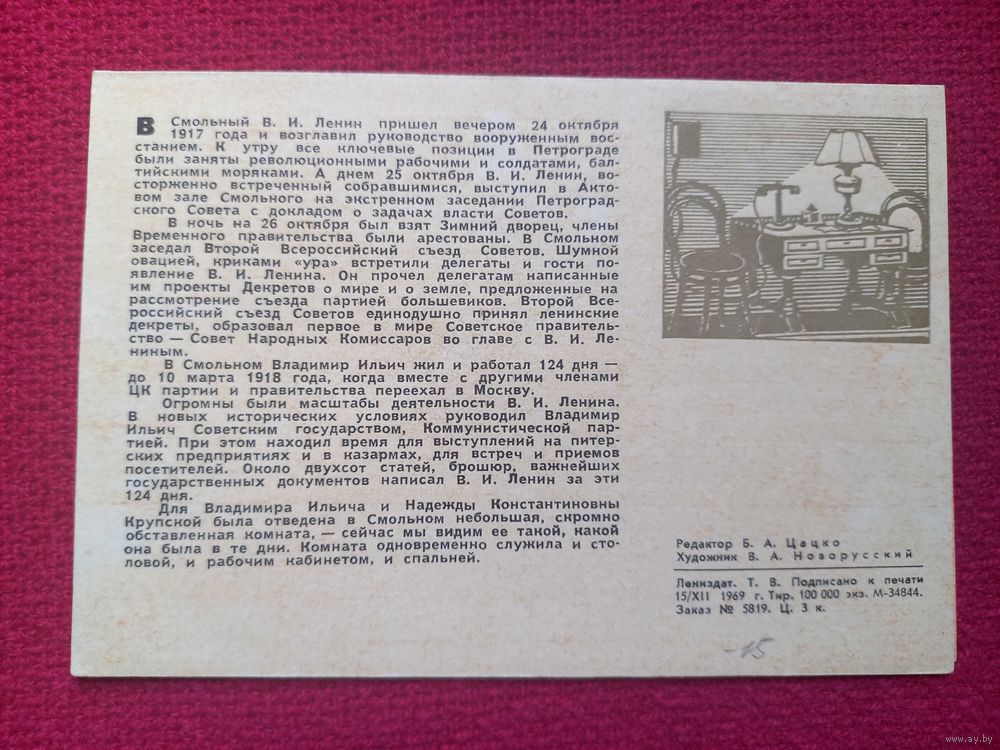 В Смольный В. И. Ленин пришел вечером 24 октября
1917 года и возглавил руководство вооруженным вос-
станием. К утру все ключевые позиции в Петрограде
были заняты революционными рабочими и солдатами, бал-
тийскими моряками. А днем 25 октября В. И. Ленин, во-
сторженно встреченный собравшимися, выступил в Акто-
вом зале Смольного на экстренном заседании Петроград-
ского Совета с докладом о задачах власти Советов.
В ночь на 26 октября был взят Зимний дворец, члены
Временного правительства были арестованы. В Смольном
заседал Второй Всероссийский съезд Советов. Шумной
овацией, криками «ура» встретили делегаты и гости по-
явление В. И. Ленина. Он прочел делегатам написанные
им проекты Декретов о мире и о земле, предложенные на
рассмотрение съезда партией большевиков. Второй Все-
российский съезд Советов единодушно принял ленинские
декреты, образовал первое в мире Советское правитель-
ство — Совет Народных Комиссаров во главе с В. И. Ле-
ниным.
В Смольном Владимир Ильич жил и работал 124 дня —
до 10 марта 1918 года, когда вместе с другими членами
ЦК партии и правительства переехал в Москву.
Огромны были масштабы деятельности В. И. Ленина.
В новых исторических условиях руководил Владимир
Ильич Советским государством, Коммунистической пар-
тией. При этом находил время для выступлений на питер-
ских предприятиях и в казармах, для встреч и приемов
посетителей. Около двухсот статей, брошюр, важнейших
государственных документов написал В. И. Ленин за эти
124 дня.
Для Владимира Ильича и Надежды Константиновны
Крупской была отведена в Смольном небольшая, скромно
обставленная комната, — сейчас мы видим ее такой, какой
она была в те дни. Комната одновременно служила и сто-
ловой, и рабочим кабинетом, и спальней.
Редактор Б. А. Цацко
Художник В. А. Новорусский
Лениздат. Т. В. Подписано к печати
15/XII 1969 г. Тир. 100 000 экз. М-34844.
Заказ № 5819. Ц. 3 к.
-15
www.ay.by